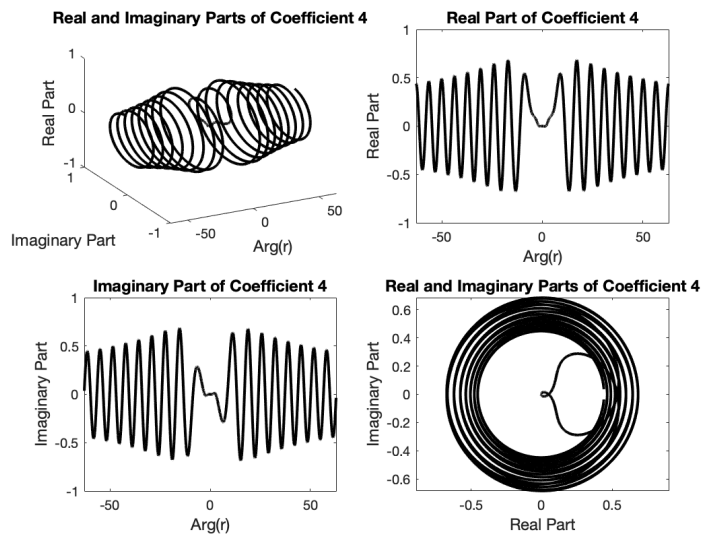 Real and Imaginary Parts of Coefficient 4
1
0
-1
Real Part
1
0
-1
Imaginary Part
-50
0
50
Arg(r)
Real Part of Coefficient 4
1
0.5
0
-0.5
-1
Real Part
-50
0
50
Arg(r)
Imaginary Part of Coefficient 4
1
0.5
0
-0.5
-1
Imaginary Part
-50
0
50
Arg(r)
Real and Imaginary Parts of Coefficient 4
0.6
0.4
0.2
0
-0.2
-0.4
-0.6
Imaginary Part
-0.5
0
0.5
Real Part